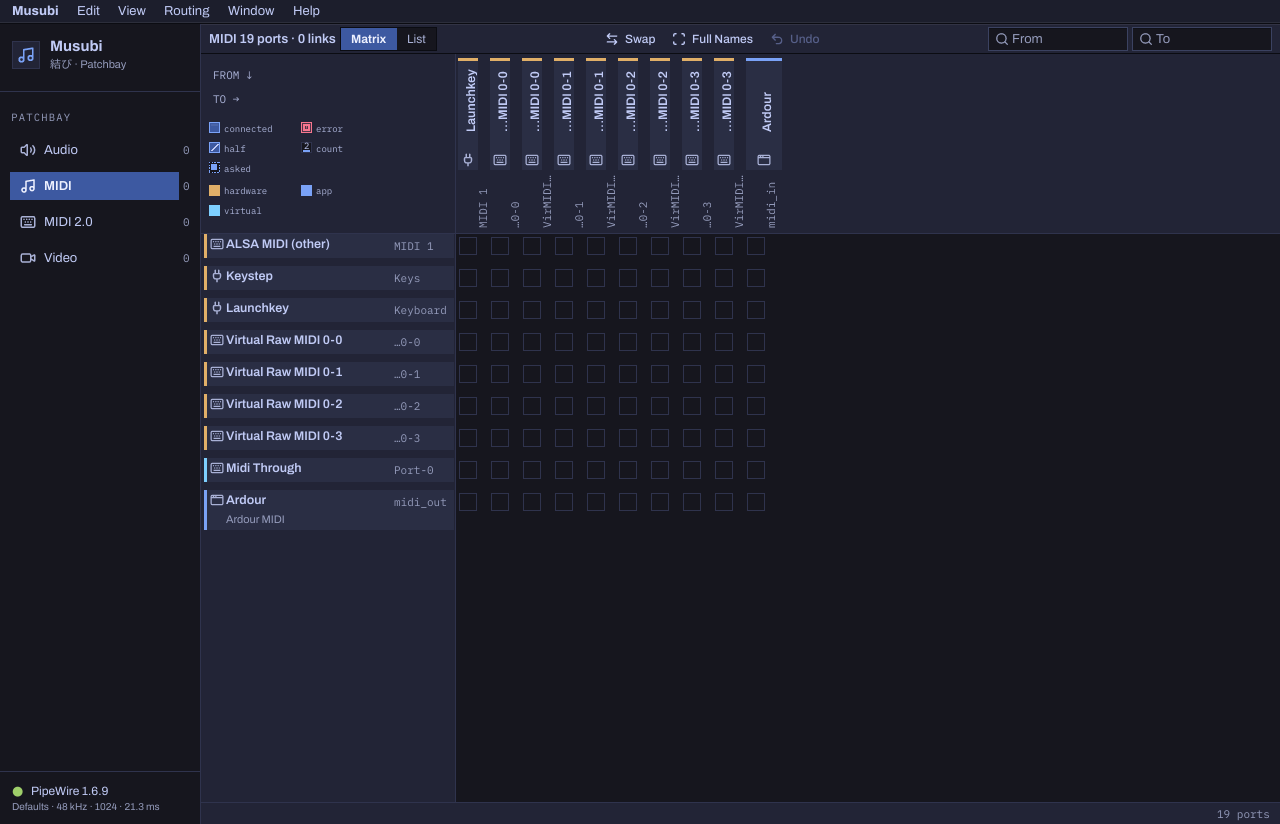 Musubi Edit View Routing Window Help
Musubi
結び · Patchbay
PATCHBAY
Audio 0
MIDI 0
MIDI 2.0 0
Video 0
PipeWire 1.6.9
Defaults · 48 kHz · 1024 · 21.3 ms
MIDI 19 ports · 0 links Matrix List Swap Full Names Undo From To
FROM ↓
TO →
connected error
half 2 count
asked
hardware app
virtual
Launchkey
…MIDI 0-0
…MIDI 0-0
…MIDI 0-1
…MIDI 0-1
…MIDI 0-2
…MIDI 0-2
…MIDI 0-3
…MIDI 0-3
Ardour
MIDI 1
…0-0
VirMIDI…
…0-1
VirMIDI…
…0-2
VirMIDI…
…0-3
VirMIDI…
midi_in
ALSA MIDI (other) MIDI 1
Keystep Keys
Launchkey Keyboard
Virtual Raw MIDI 0-0 …0-0
Virtual Raw MIDI 0-1 …0-1
Virtual Raw MIDI 0-2 …0-2
Virtual Raw MIDI 0-3 …0-3
Midi Through Port-0
Ardour midi_out
Ardour MIDI
19 ports